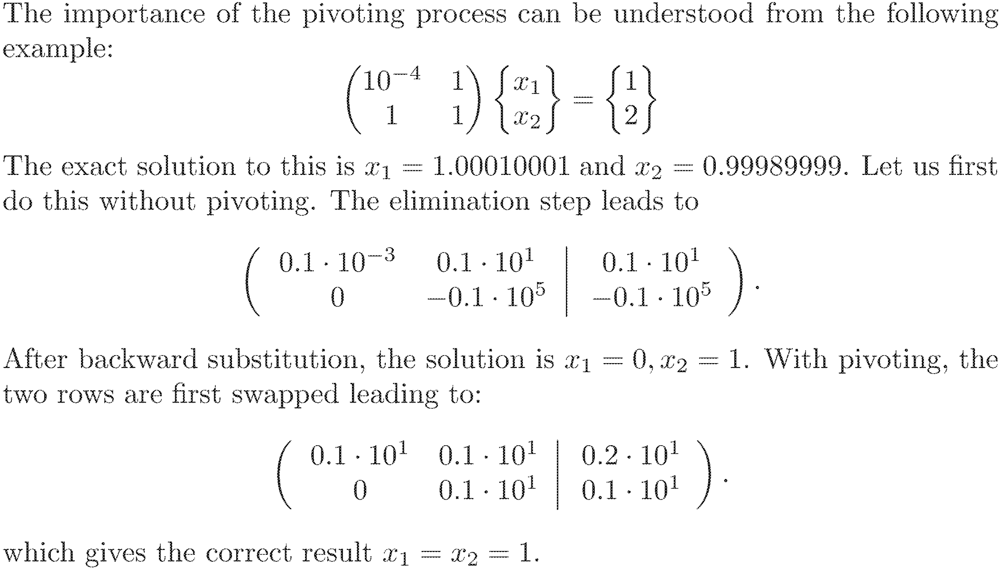 The importance of the pivoting process can be understood from the following
example:
\begin{pmatrix} 10^{-4} & 1 \\ 1 & 1 \end{pmatrix} \begin{Bmatrix} x_1 \\ x_2 \end{Bmatrix} = \begin{Bmatrix} 1 \\ 2 \end{Bmatrix}
The exact solution to this is x_1 = 1.00010001 and x_2 = 0.99989999. Let us first
do this without pivoting. The elimination step leads to
\left( \begin{array}{cc|c} 0.1 \cdot 10^{-3} & 0.1 \cdot 10^1 & 0.1 \cdot 10^1 \\ 0 & -0.1 \cdot 10^5 & -0.1 \cdot 10^5 \end{array} \right).
After backward substitution, the solution is x_1 = 0, x_2 = 1. With pivoting, the
two rows are first swapped leading to:
\left( \begin{array}{cc|c} 0.1 \cdot 10^1 & 0.1 \cdot 10^1 & 0.2 \cdot 10^1 \\ 0 & 0.1 \cdot 10^1 & 0.1 \cdot 10^1 \end{array} \right).
which gives the correct result x_1 = x_2 = 1.